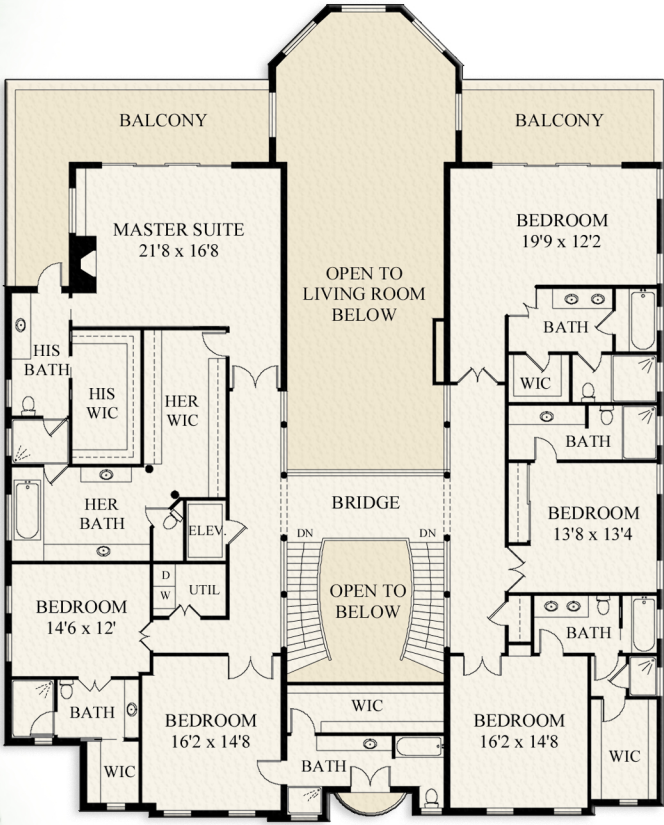 BALCONY
BALCONY
MASTER SUITE
21'8 x 16'8
BEDROOM
19'9 x 12'2
OPEN TO
LIVING ROOM
BELOW
BATH
HIS
BATH
HIS
WIC
HER
WIC
WIC
BATH
HER
BATH
ELEV.
BRIDGE
DN
DN
BEDROOM
13'8 x 13'4
D
W
UTIL
OPEN TO
BELOW
BEDROOM
14'6 x 12'
BATH
BATH
WIC
BEDROOM
16'2 x 14'8
BEDROOM
16'2 x 14'8
WIC
BATH
WIC